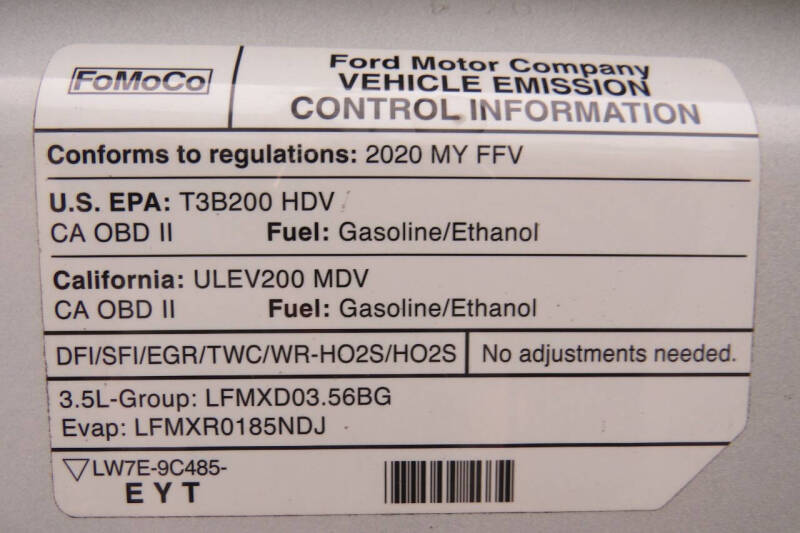 FoMoCo
Ford Motor Company
VEHICLE EMISSION
CONTROL INFORMATION
Conforms to regulations: 2020 MY FFV
U.S. EPA: T3B200 HDV
CA OBD II Fuel: Gasoline/Ethanol
California: ULEV200 MDV
CA OBD II Fuel: Gasoline/Ethanol
DFI/SFI/EGR/TWC/WR-HO2S/HO2S
No adjustments needed.
3.5L-Group: LFMXD03.56BG
Evap: LFMXR0185NDJ
LW7E-9C485-
EYT